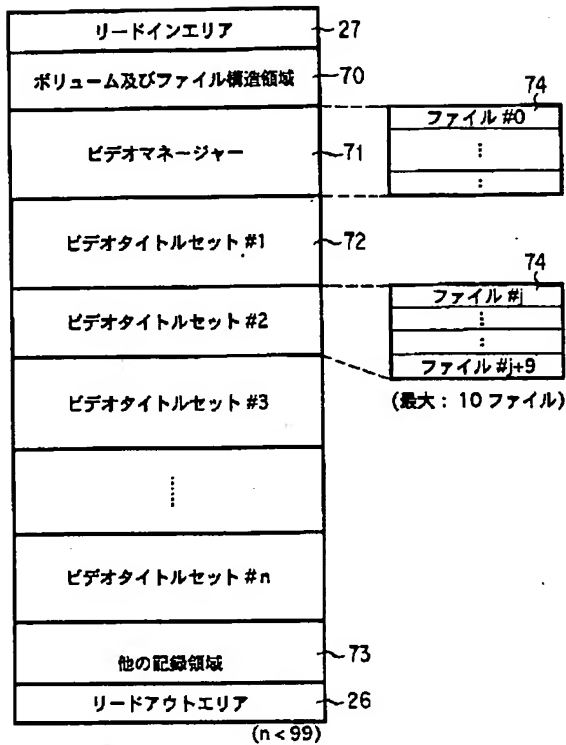 リードインエリア 27
ボリューム及びファイル構造領域 70
74
ファイル #0
ビデオマネージャー 71
⋮
:
ビデオタイトルセット #1 72
74
ファイル #j
ビデオタイトルセット #2
⋮
:
ファイル #j+9
(最大： 10 ファイル)
ビデオタイトルセット #3
⋮
ビデオタイトルセット #n
他の記録領域 73
リードアウトエリア 26
(n<99)